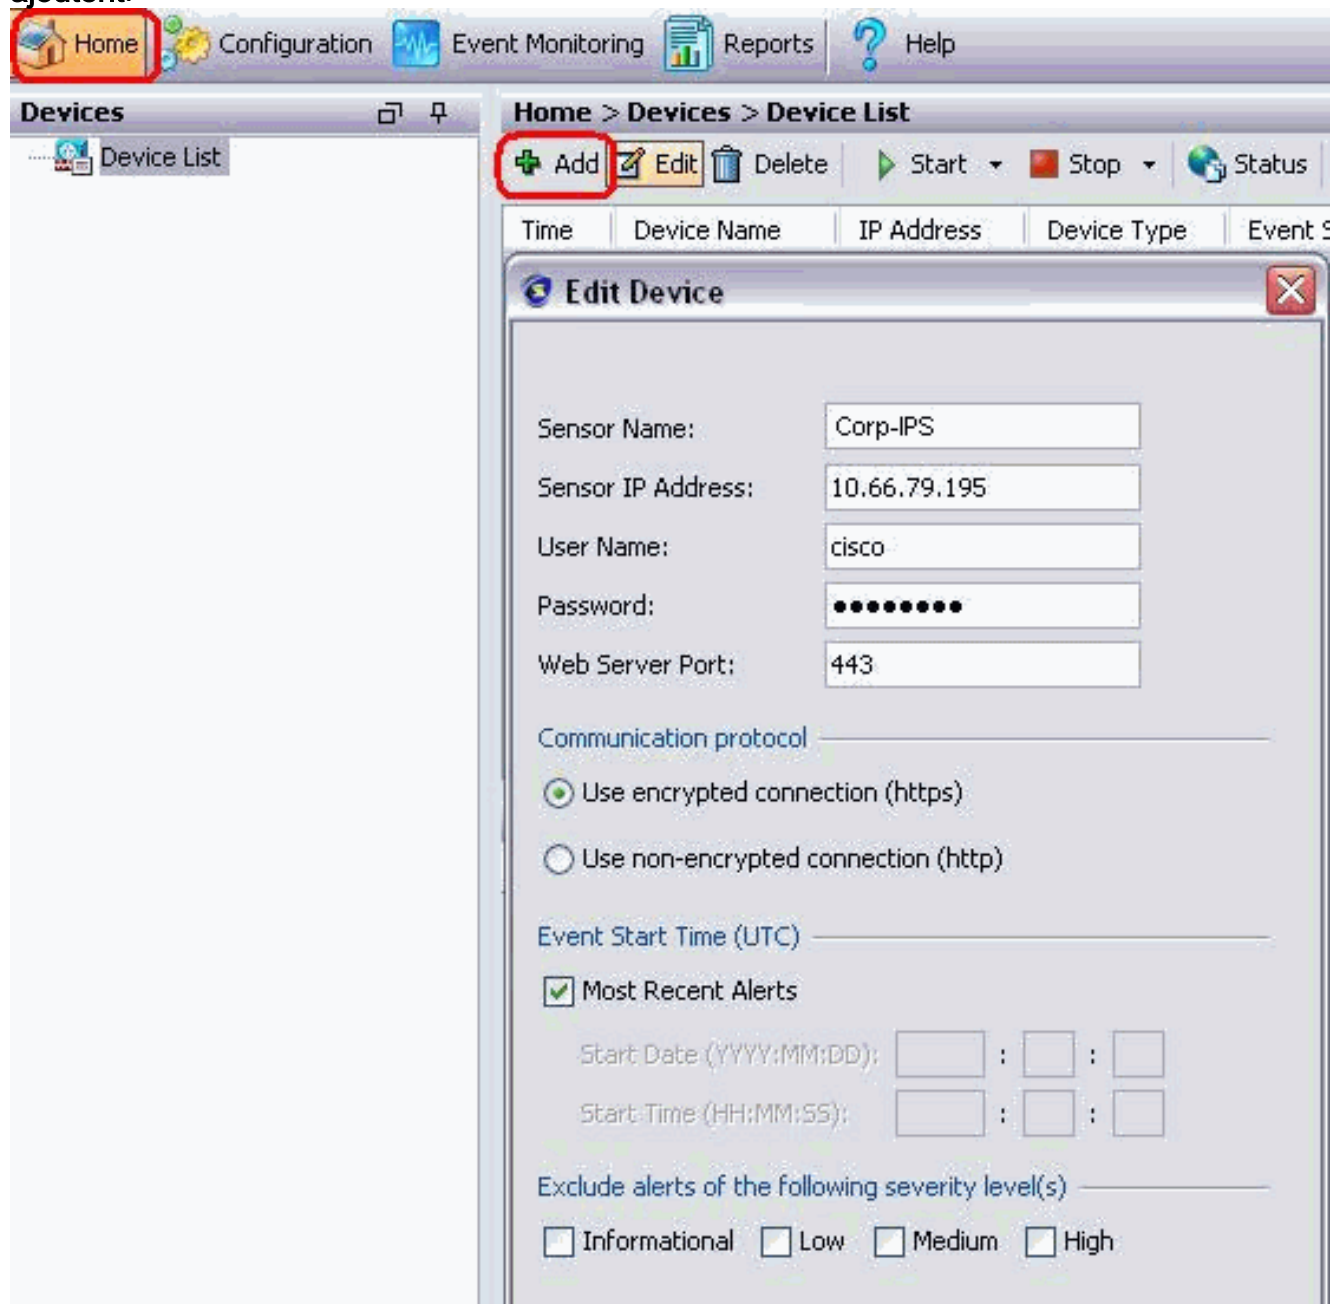 ajoutent.
Home Configuration Event Monitoring Reports Help
Devices
Device List
Home > Devices > Device List
Add Edit Delete Start Stop Status
Time Device Name IP Address Device Type Event
Edit Device
Sensor Name: Corp-IPS
Sensor IP Address: 10.66.79.195
User Name: cisco
Password: ●●●●●●●●
Web Server Port: 443
Communication protocol
Use encrypted connection (https)
Use non-encrypted connection (http)
Event Start Time (UTC)
Most Recent Alerts
Start Date (YYYY:MM:DD): : :
Start Time (HH:MM:SS): : :
Exclude alerts of the following severity level(s)
Informational Low Medium High